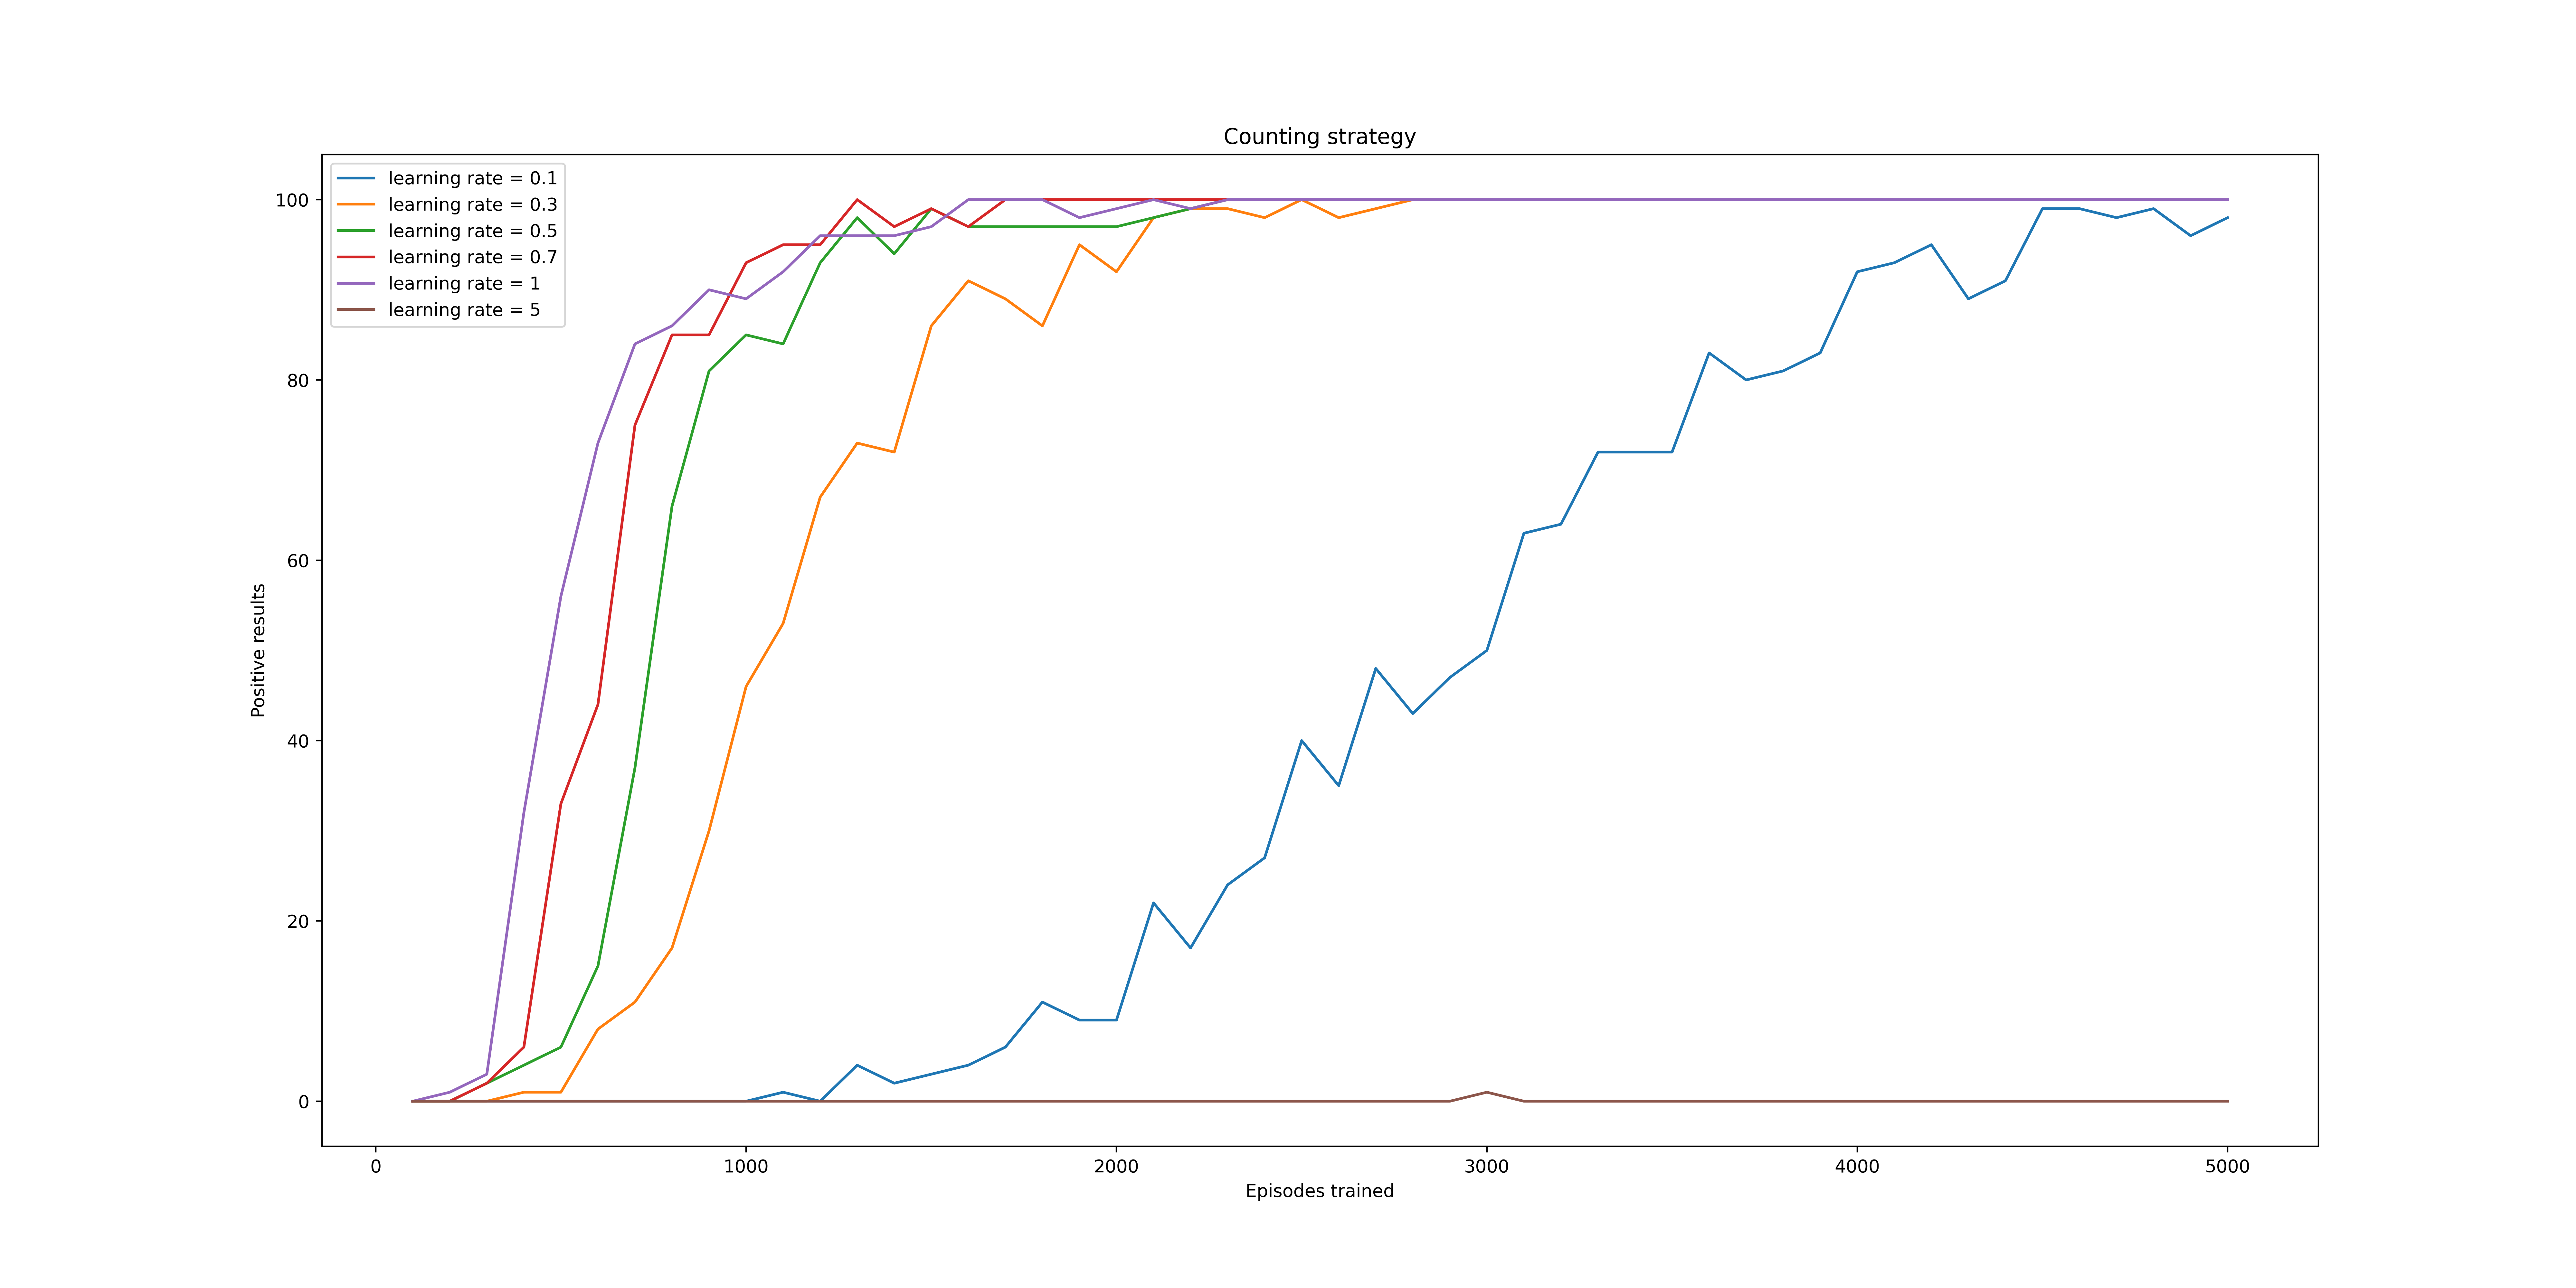 Counting strategy
learning rate = 0.1
learning rate = 0.3
learning rate = 0.5
learning rate = 0.7
learning rate = 1
learning rate = 5
100
80
60
40
20
0
Positive results
0 1000 2000 3000 4000 5000
Episodes trained